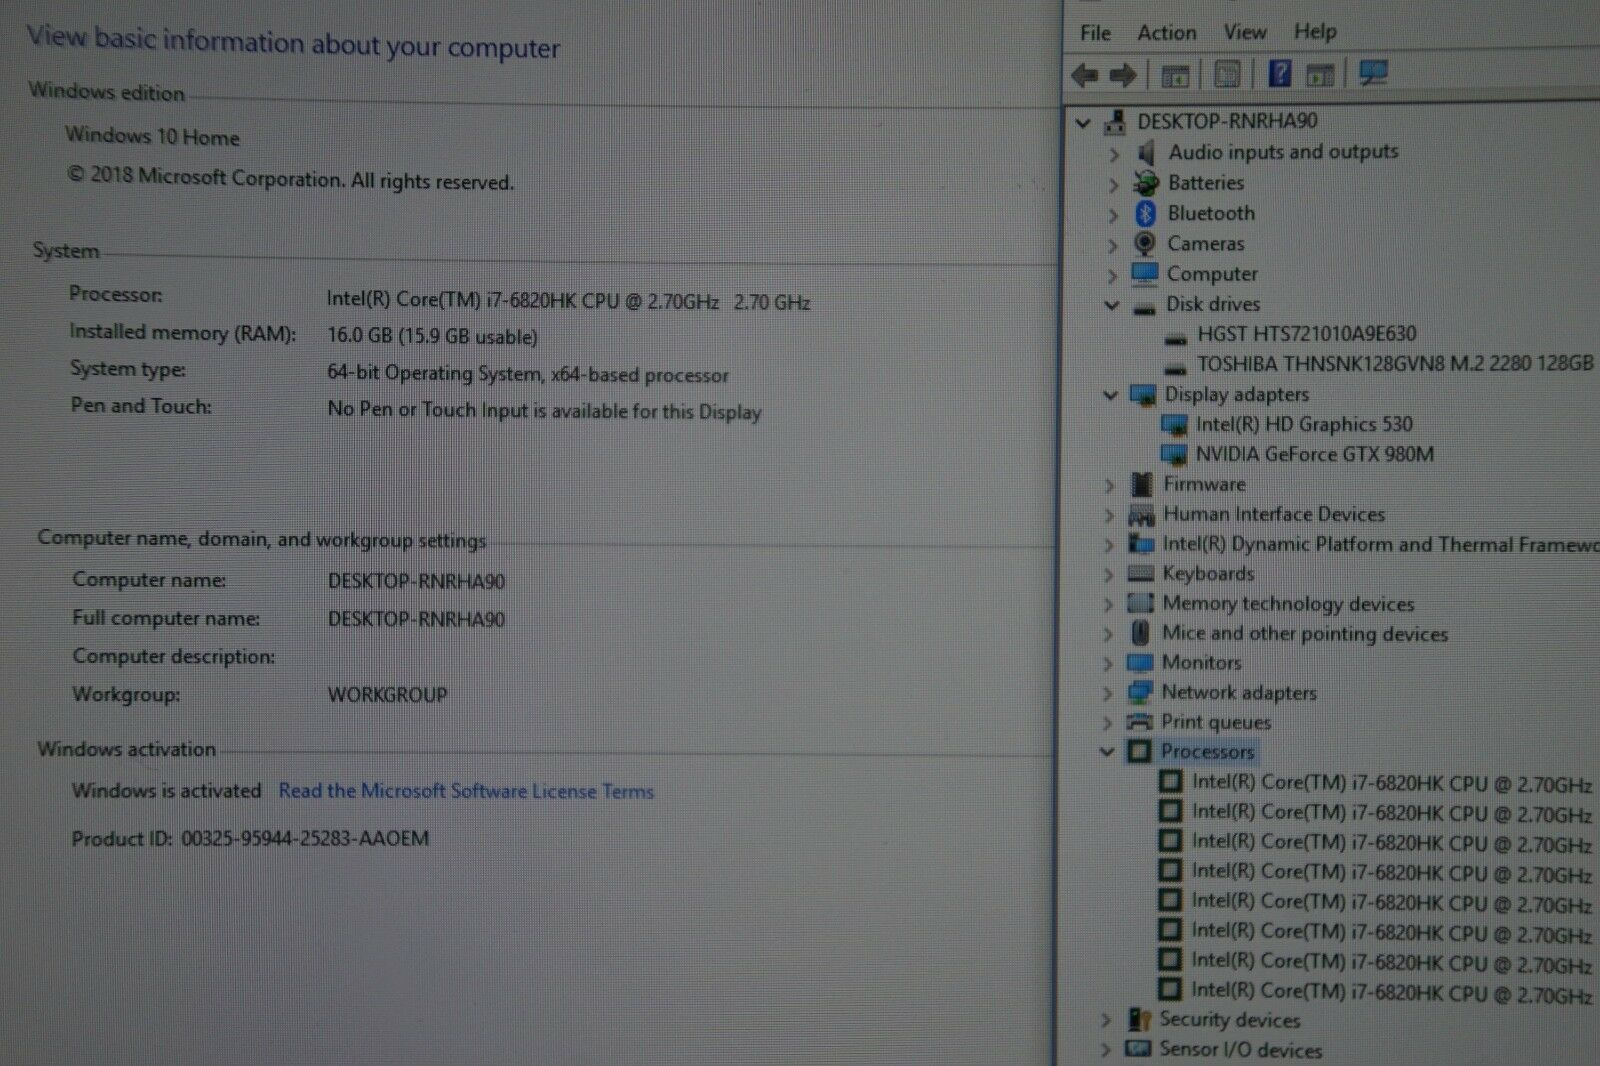 View basic information about your computer
Windows edition
Windows 10 Home
© 2018 Microsoft Corporation. All rights reserved.
System
Processor: Intel(R) Core(TM) i7-6820HK CPU @ 2.70GHz 2.70 GHz
Installed memory (RAM): 16.0 GB (15.9 GB usable)
System type: 64-bit Operating System, x64-based processor
Pen and Touch: No Pen or Touch Input is available for this Display
Computer name, domain, and workgroup settings
Computer name: DESKTOP-RNRHA90
Full computer name: DESKTOP-RNRHA90
Computer description:
Workgroup: WORKGROUP
Windows activation
Windows is activated Read the Microsoft Software License Terms
Product ID: 00325-95944-25283-AAOEM
File Action View Help
DESKTOP-RNRHA90
Audio inputs and outputs
Batteries
Bluetooth
Cameras
Computer
Disk drives
HGST HTS721010A9E630
TOSHIBA THNSNK128GVN8 M.2 2280 128GB
Display adapters
Intel(R) HD Graphics 530
NVIDIA GeForce GTX 980M
Firmware
Human Interface Devices
Intel(R) Dynamic Platform and Thermal Framewo
Keyboards
Memory technology devices
Mice and other pointing devices
Monitors
Network adapters
Print queues
Processors
Intel(R) Core(TM) i7-6820HK CPU @ 2.70GHz
Intel(R) Core(TM) i7-6820HK CPU @ 2.70GHz
Intel(R) Core(TM) i7-6820HK CPU @ 2.70GHz
Intel(R) Core(TM) i7-6820HK CPU @ 2.70GHz
Intel(R) Core(TM) i7-6820HK CPU @ 2.70GHz
Intel(R) Core(TM) i7-6820HK CPU @ 2.70GHz
Intel(R) Core(TM) i7-6820HK CPU @ 2.70GHz
Intel(R) Core(TM) i7-6820HK CPU @ 2.70GHz
Security devices
Sensor I/O devices